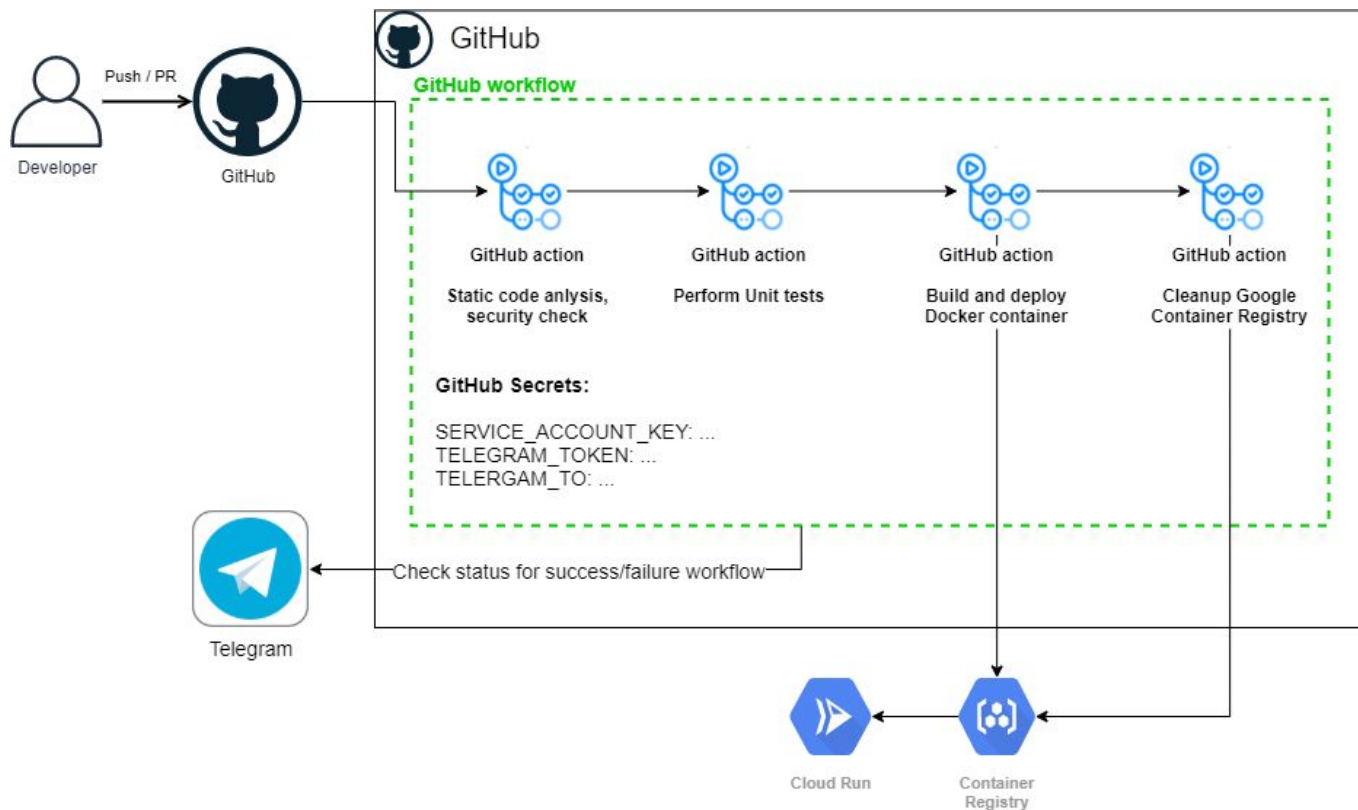 GitHub
GitHub workflow
Push / PR
Developer
GitHub
GitHub action
Static code anlysis,
security check
GitHub action
Perform Unit tests
GitHub action
Build and deploy
Docker container
GitHub action
Cleanup Google
Container Registry
GitHub Secrets:
SERVICE_ACCOUNT_KEY: ...
TELEGRAM_TOKEN: ...
TELERGAM_TO: ...
Check status for success/failure workflow
Telegram
Cloud Run
Container
Registry